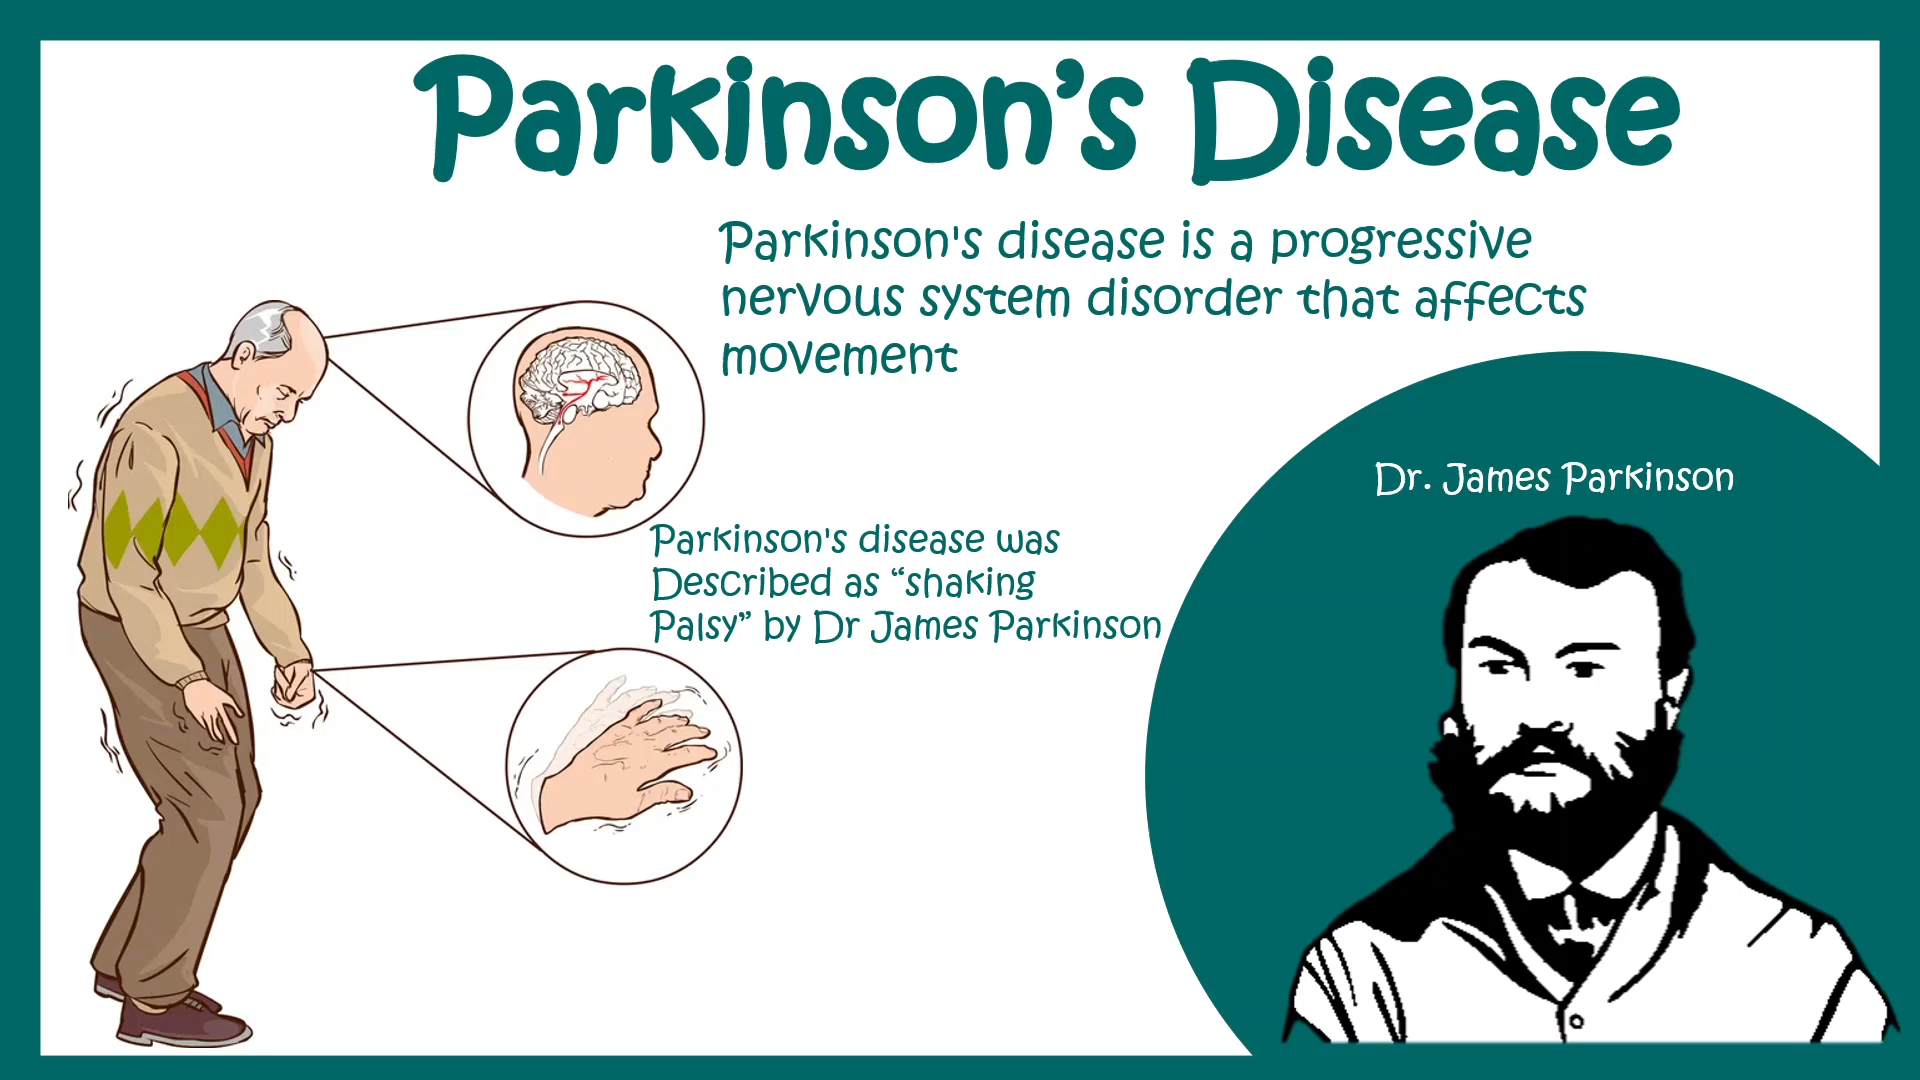 Parkinson’s Disease
Parkinson's disease is a progressive
nervous system disorder that affects
movement
Dr. James Parkinson
Parkinson's disease was
Described as “shaking
Palsy” by Dr James Parkinson